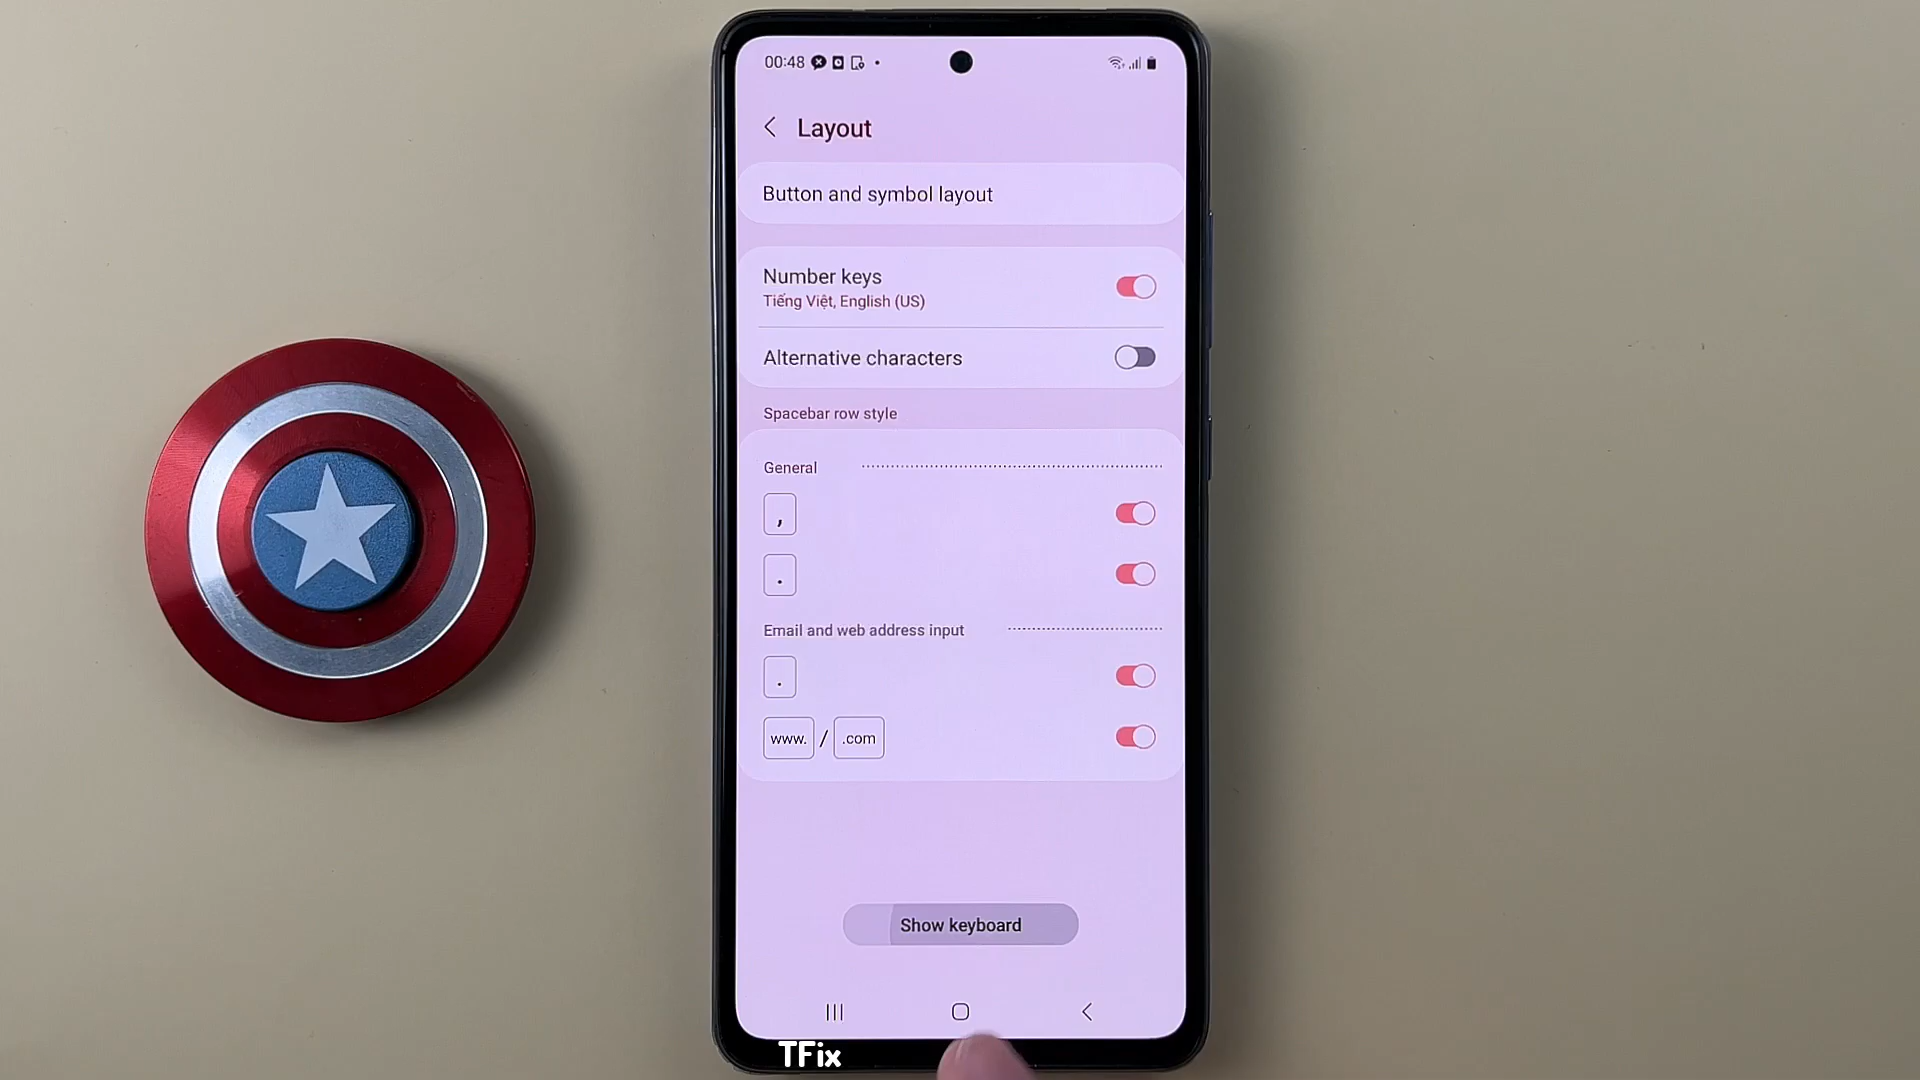 00:48
Layout
Button and symbol layout
Number keys
Tiếng Việt, English (US)
Alternative characters
Spacebar row style
General
,
.
Email and web address input
.
www. / .com
Show keyboard
TFix